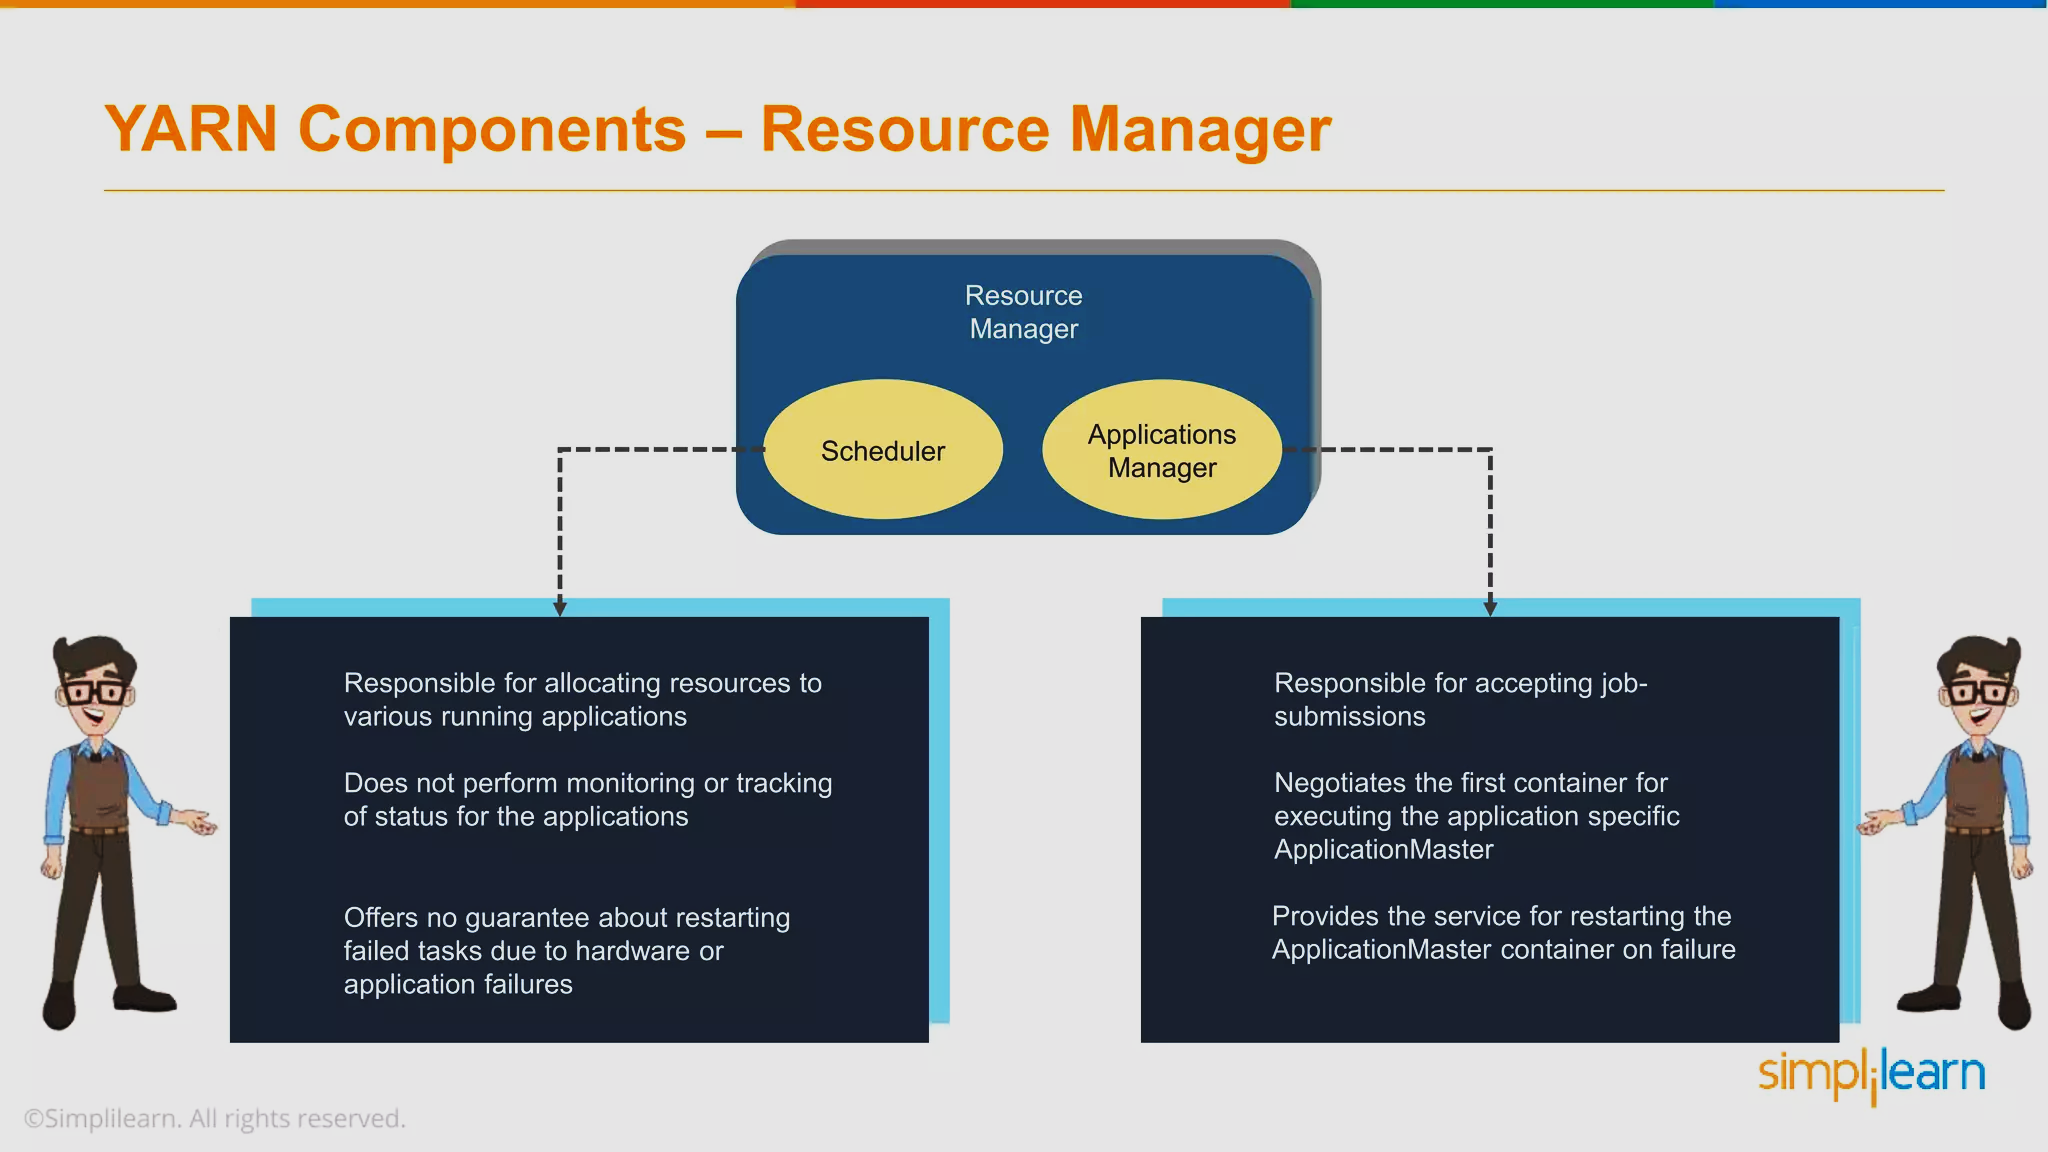 YARN Components – Resource Manager
Resource
Manager
Scheduler
Applications
Manager
Responsible for allocating resources to
various running applications
Does not perform monitoring or tracking
of status for the applications
Offers no guarantee about restarting
failed tasks due to hardware or
application failures
Responsible for accepting job-
submissions
Negotiates the first container for
executing the application specific
ApplicationMaster
Provides the service for restarting the
ApplicationMaster container on failure
simplilearn
©Simplilearn. All rights reserved.